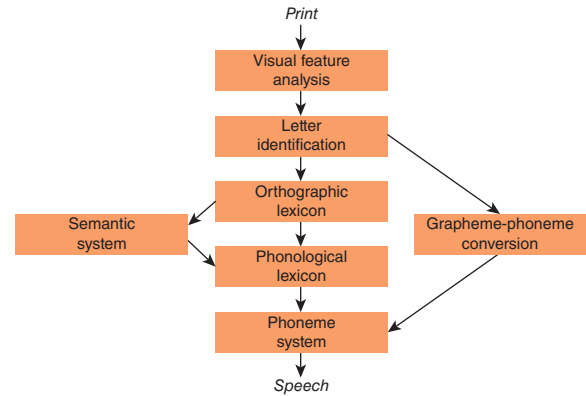 Print
Visual feature
analysis
Letter
identification
Orthographic
lexicon
Semantic
system
Grapheme-phoneme
conversion
Phonological
lexicon
Phoneme
system
Speech